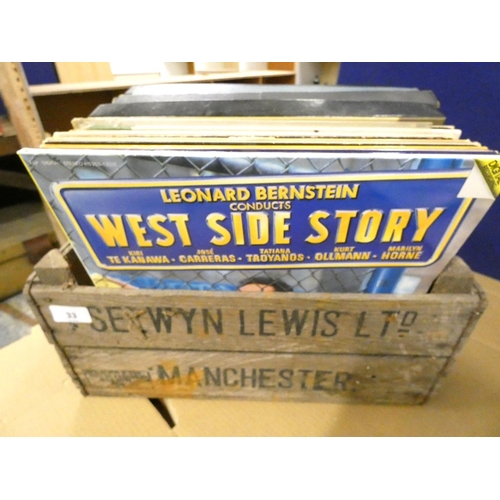 LEONARD BERNSTEIN
CONDUCTS
WEST SIDE STORY
KIRI TE KANAWA · JOSÉ CARRERAS · TATIANA TROYANOS · KURT OLLMANN · MARILYN HORNE
33
SELWYN LEWIS LTD
MANCHESTER